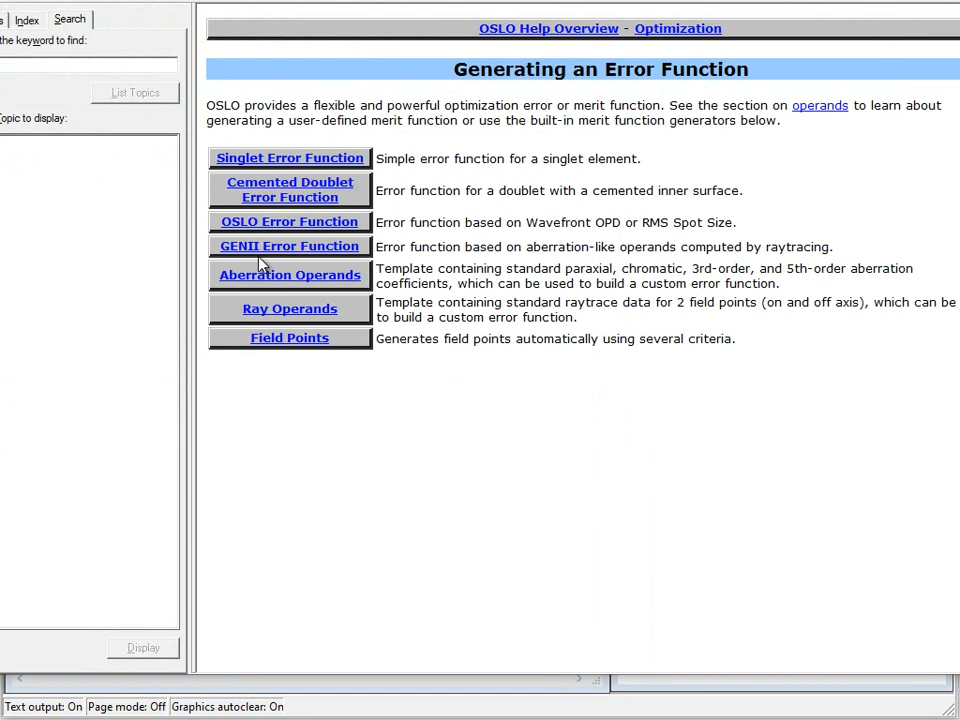 s Index Search
the keyword to find:
List Topics
Topic to display:
OSLO Help Overview - Optimization
Generating an Error Function
OSLO provides a flexible and powerful optimization error or merit function. See the section on operands to learn about
generating a user-defined merit function or use the built-in merit function generators below.
Singlet Error Function Simple error function for a singlet element.
Cemented Doublet
Error Function Error function for a doublet with a cemented inner surface.
OSLO Error Function Error function based on Wavefront OPD or RMS Spot Size.
GENII Error Function Error function based on aberration-like operands computed by raytracing.
Aberration Operands Template containing standard paraxial, chromatic, 3rd-order, and 5th-order aberration
coefficients, which can be used to build a custom error function.
Ray Operands Template containing standard raytrace data for 2 field points (on and off axis), which can be
to build a custom error function.
Field Points Generates field points automatically using several criteria.
Display
Text output: On Page mode: Off Graphics autoclear: On